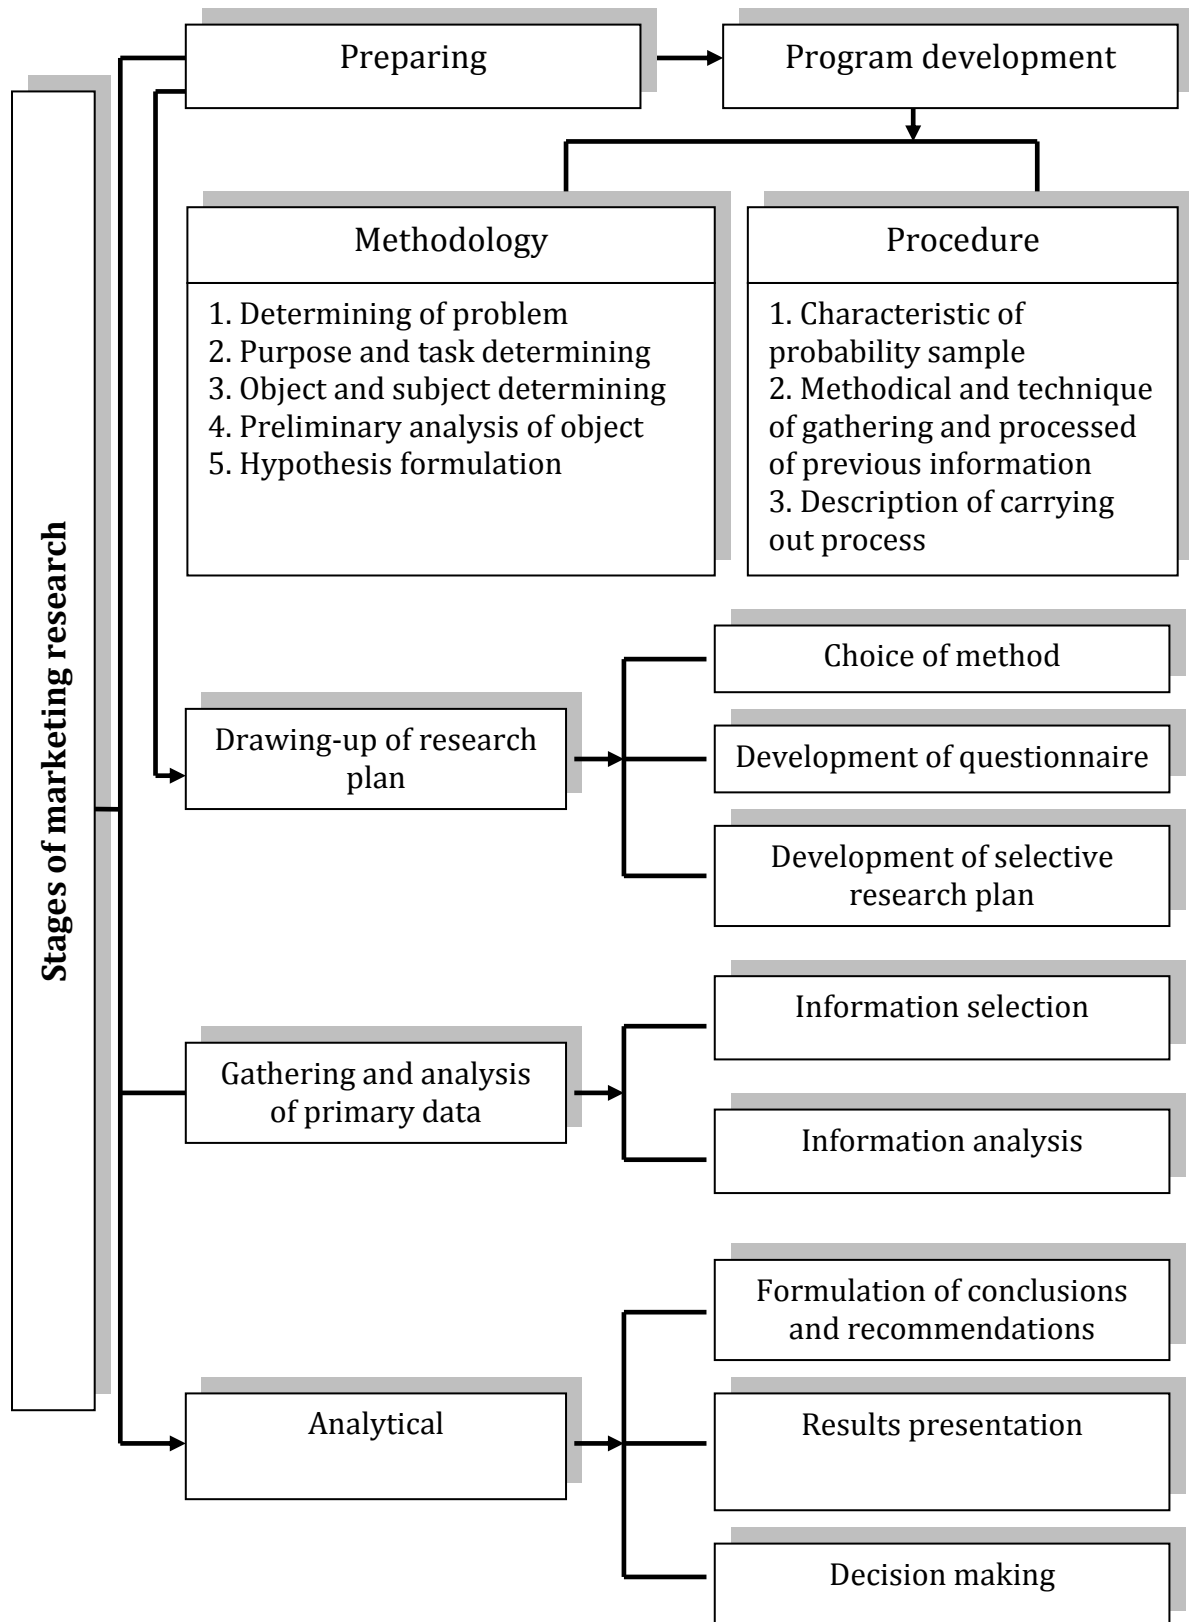 Preparing
Program development
Methodology
1. Determining of problem
2. Purpose and task determining
3. Object and subject determining
4. Preliminary analysis of object
5. Hypothesis formulation
Procedure
1. Characteristic of
probability sample
2. Methodical and technique
of gathering and processed
of previous information
3. Description of carrying
out process
Stages of marketing research
Drawing-up of research
plan
Choice of method
Development of questionnaire
Development of selective
research plan
Gathering and analysis
of primary data
Information selection
Information analysis
Analytical
Formulation of conclusions
and recommendations
Results presentation
Decision making